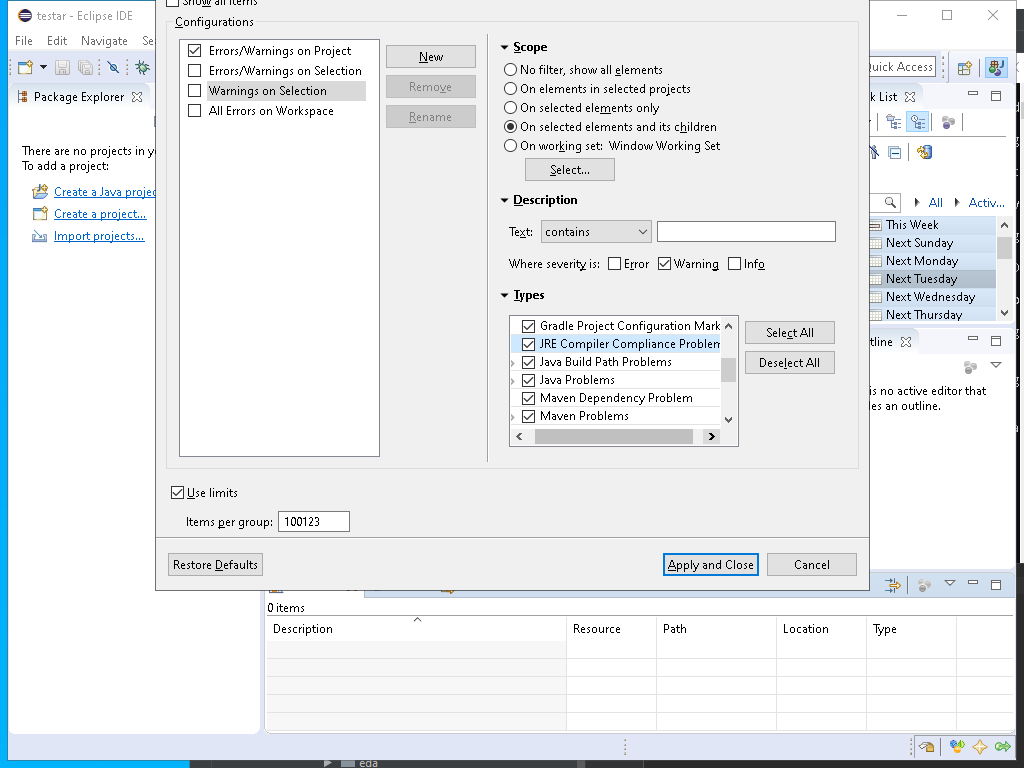 Show all items
testar - Eclipse IDE
Configurations
File Edit Navigate Se
Errors/Warnings on Project
Errors/Warnings on Selection
Warnings on Selection
All Errors on Workspace
New
Remove
Rename
Scope
No filter, show all elements
On elements in selected projects
On selected elements only
On selected elements and its children
On working set: Window Working Set
Select...
Description
Text: contains
Where severity is: Error Warning Info
Types
Gradle Project Configuration Mark
JRE Compiler Compliance Problem
Java Build Path Problems
Java Problems
Maven Dependency Problem
Maven Problems
Select All
Deselect All
Use limits
Items per group: 100123
Restore Defaults
Apply and Close
Cancel
Package Explorer
There are no projects in y
To add a project:
Create a Java projec
Create a project...
Import projects...
Quick Access
k List
All Activ...
This Week
Next Sunday
Next Monday
Next Tuesday
Next Wednesday
Next Thursday
tline
is no active editor that
es an outline.
0 items
Description Resource Path Location Type
eda